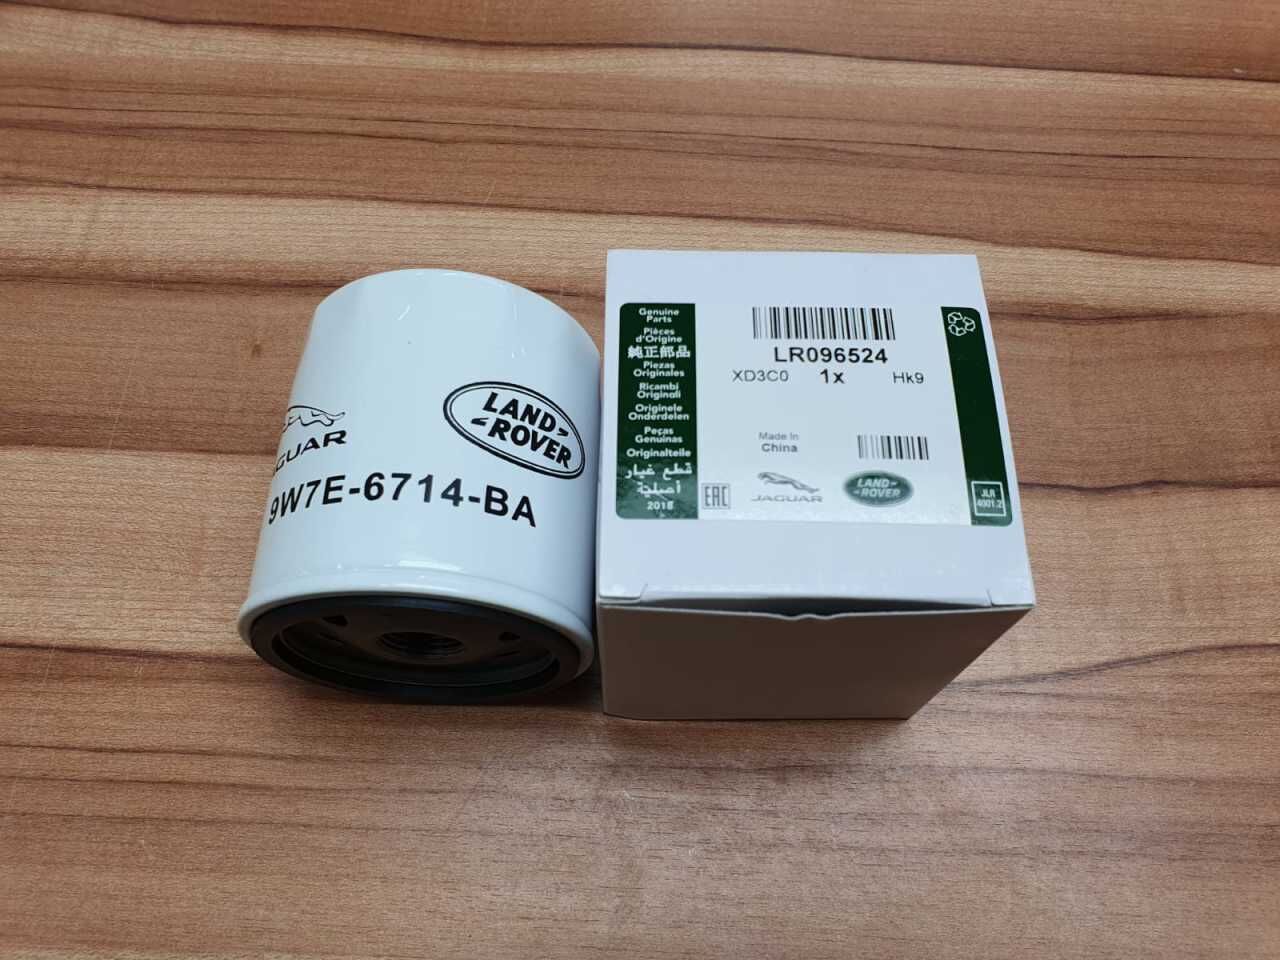 LAND
ROVER
JAGUAR
9W7E-6714-BA
Genuine
Parts
Pièces
d'Origine
純正部品
Piezas
Originales
Ricambi
Originali
Originele
Onderdelen
Peças
Genuinas
Originalteile
قطع غيار
أصلية
2018
LR096524
XD3C0 1x Hk9
Made In
China
EAC
JAGUAR
LAND
ROVER
JLR
4001.2